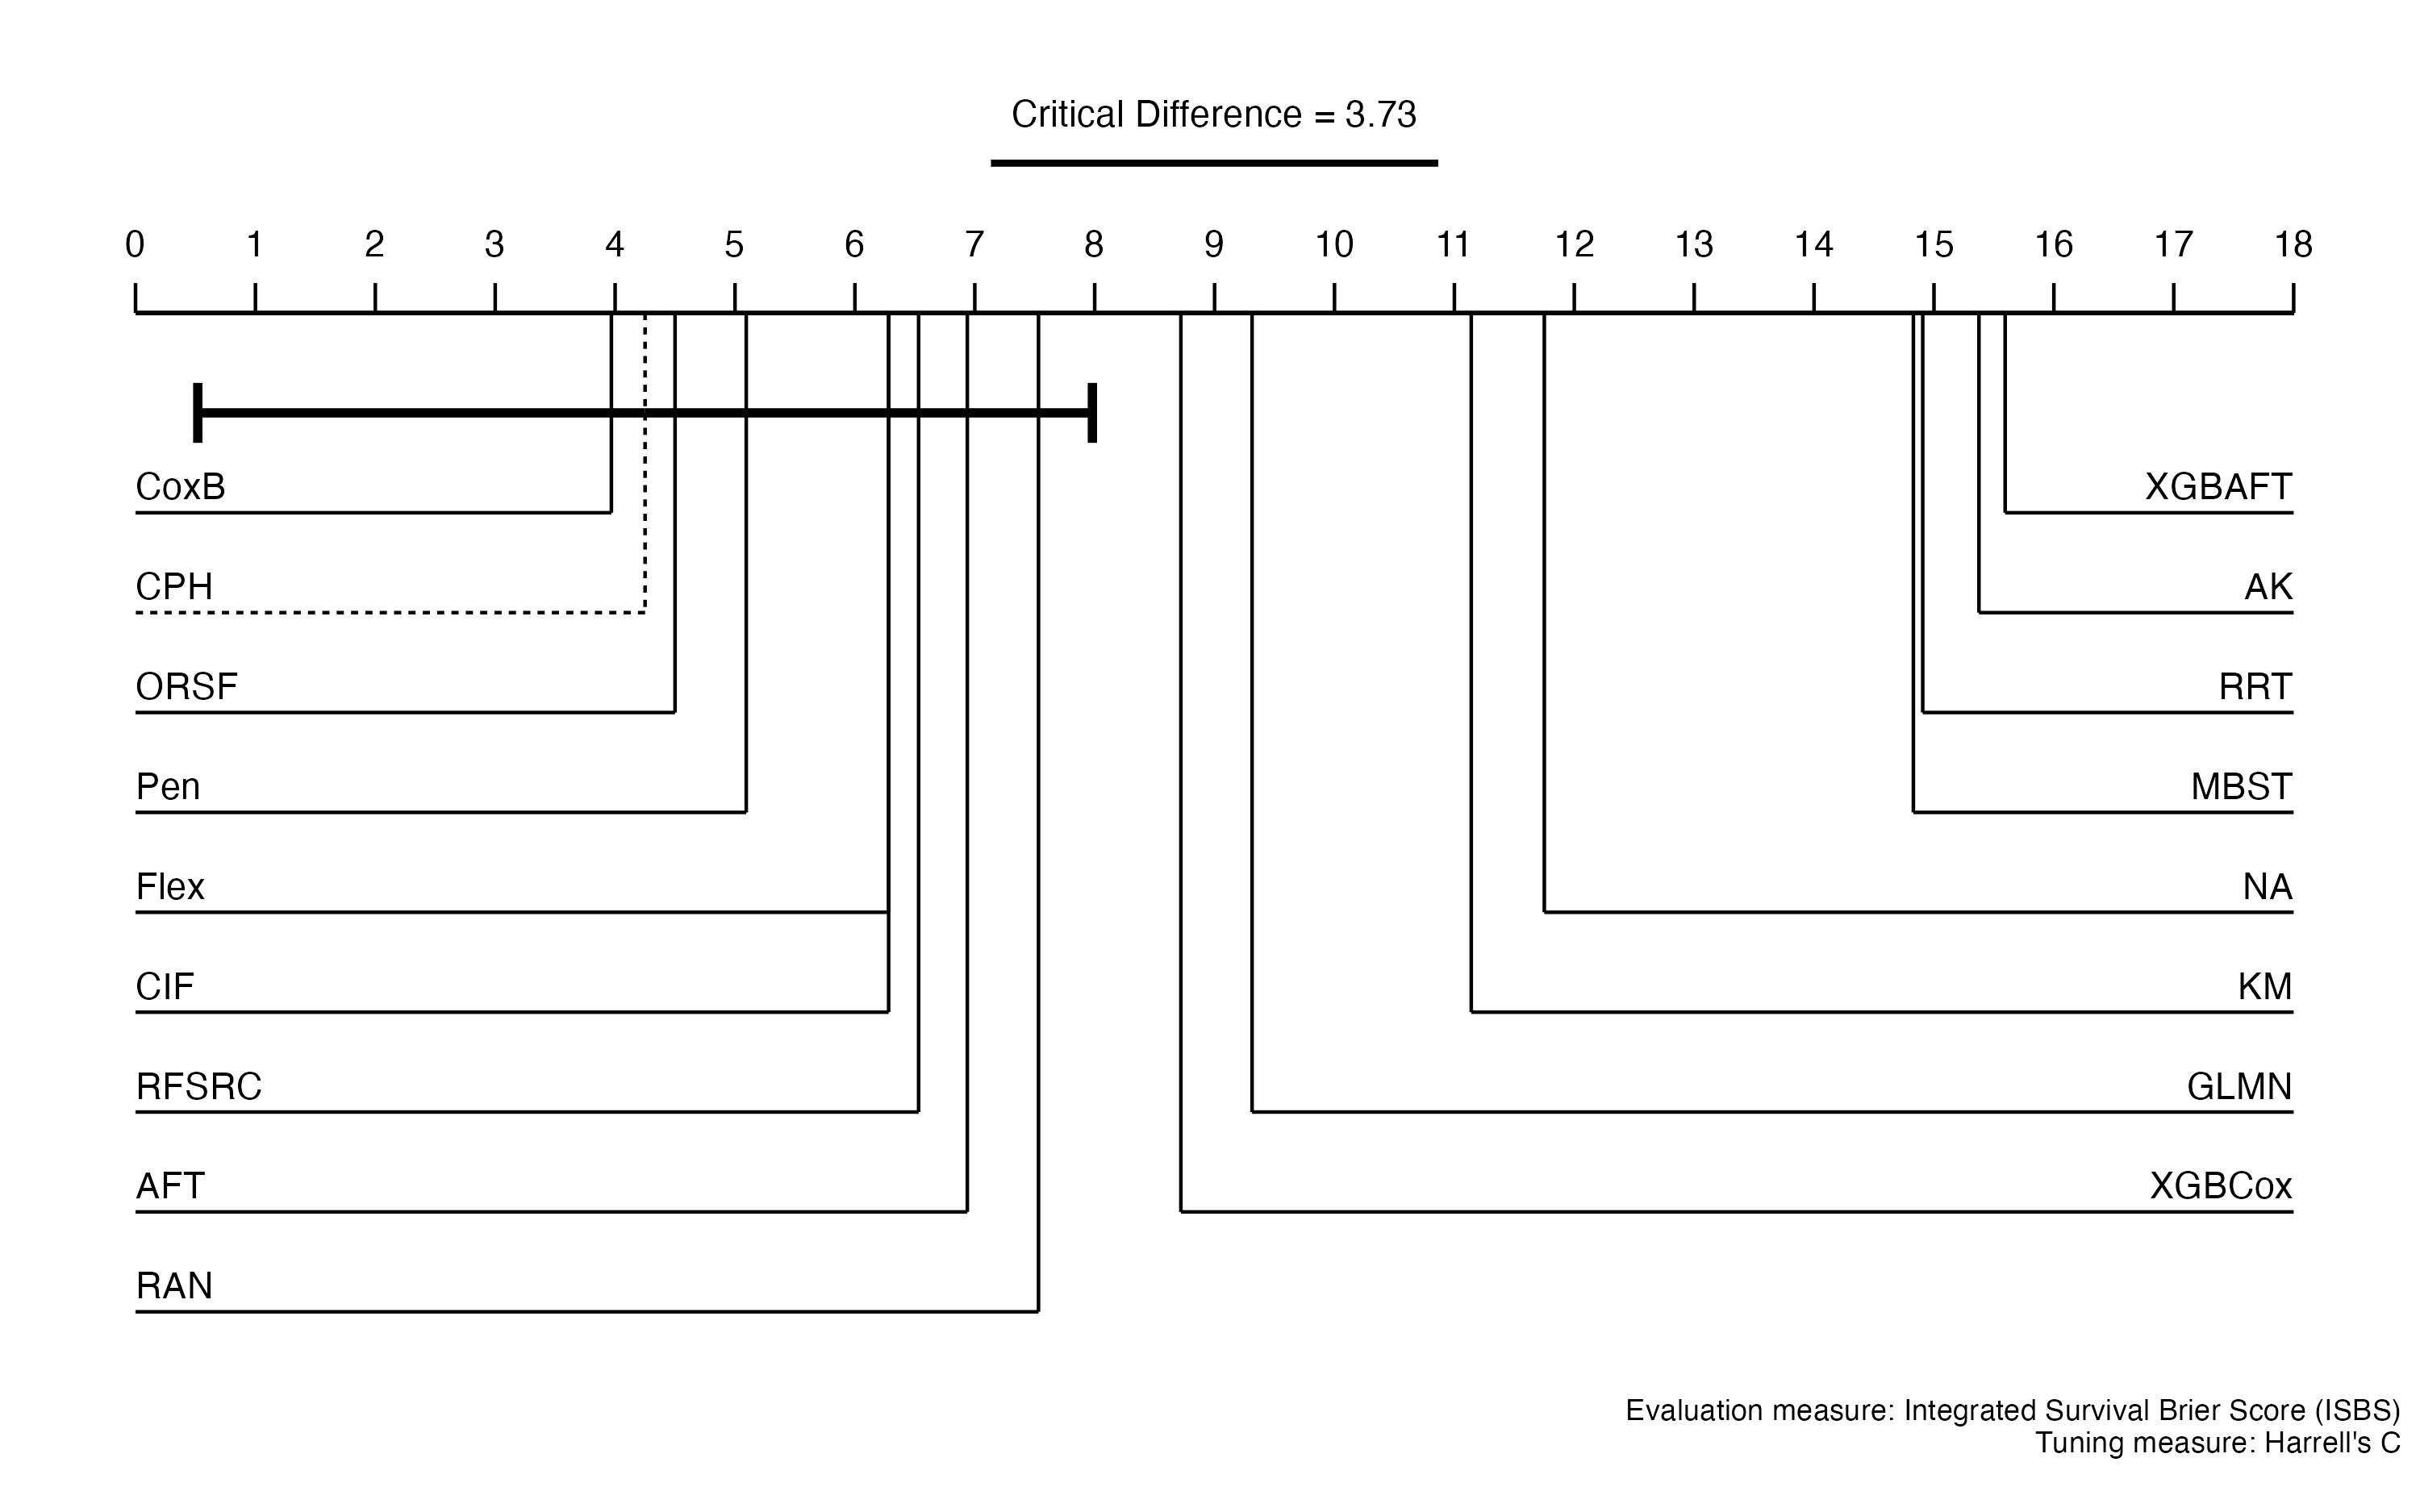 Critical Difference = 3.73
0 1 2 3 4 5 6 7 8 9 10 11 12 13 14 15 16 17 18
CoxB XGBAFT
CPH AK
ORSF RRT
Pen MBST
Flex NA
CIF KM
RFSRC GLMN
AFT XGBCox
RAN
Evaluation measure: Integrated Survival Brier Score (ISBS)
Tuning measure: Harrell's C